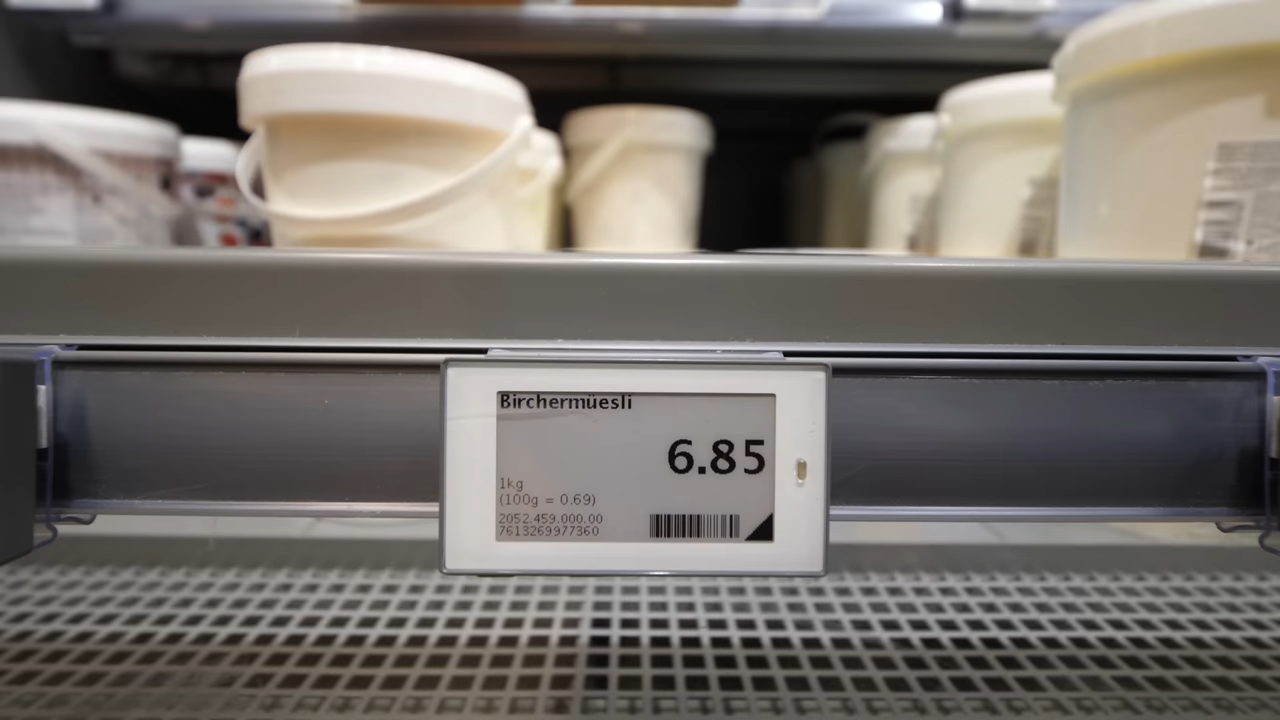 Birchermüesli
6.85
1kg
(100g = 0.69)
2052.459.000.00
7613269977360